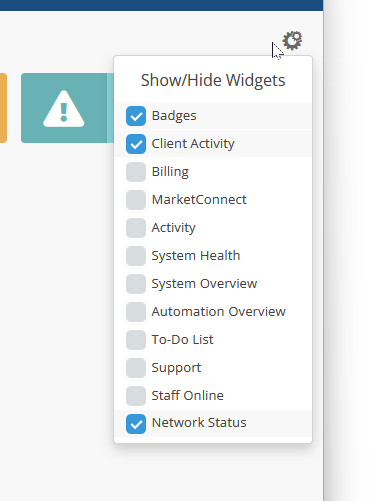 Show/Hide Widgets
Badges
Client Activity
Billing
MarketConnect
Activity
System Health
System Overview
Automation Overview
To-Do List
Support
Staff Online
Network Status